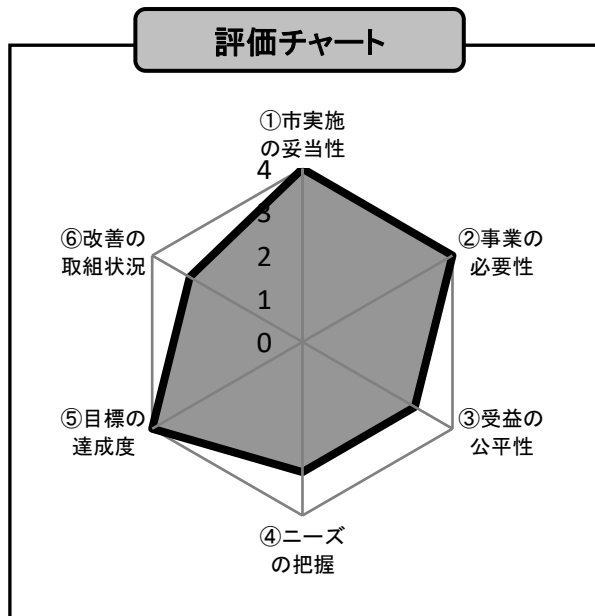 評価チャート
①市実施
の妥当性
4
3
2
1
0
②事業の
必要性
③受益の
公平性
④ニーズ
の把握
⑤目標の
達成度
⑥改善の
取組状況